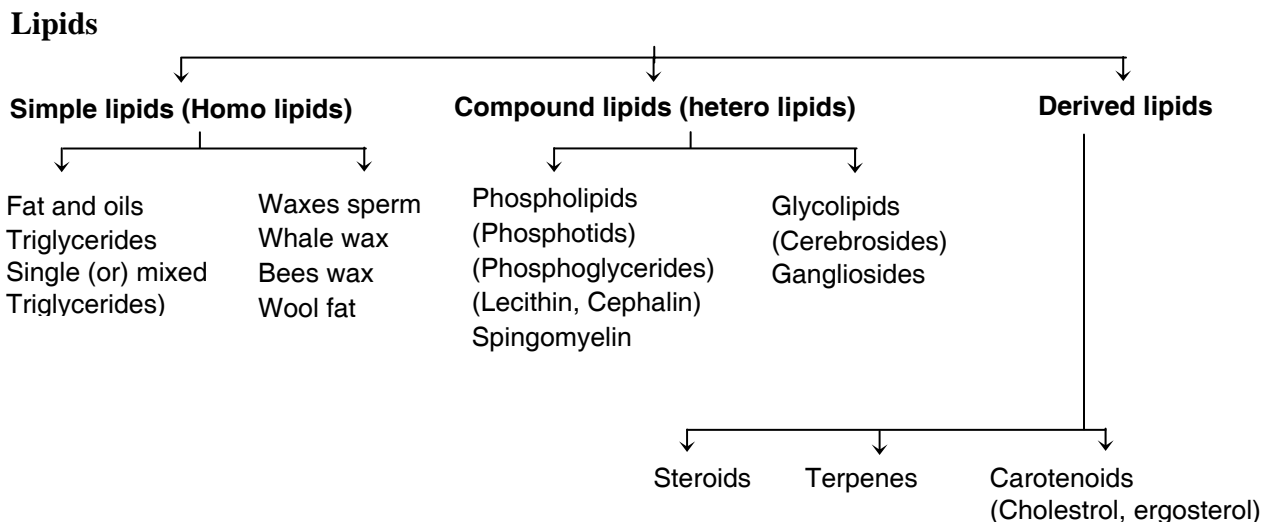 Lipids
Simple lipids (Homo lipids)
Compound lipids (hetero lipids)
Derived lipids
Fat and oils
Triglycerides
Single (or) mixed
Triglycerides)
Waxes sperm
Whale wax
Bees wax
Wool fat
Phospolipids
(Phosphotids)
(Phosphoglycerides)
(Lecithin, Cephalin)
Spingomyelin
Glycolipids
(Cerebrosides)
Gangliosides
Steroids
Terpenes
Carotenoids
(Cholestrol, ergosterol)